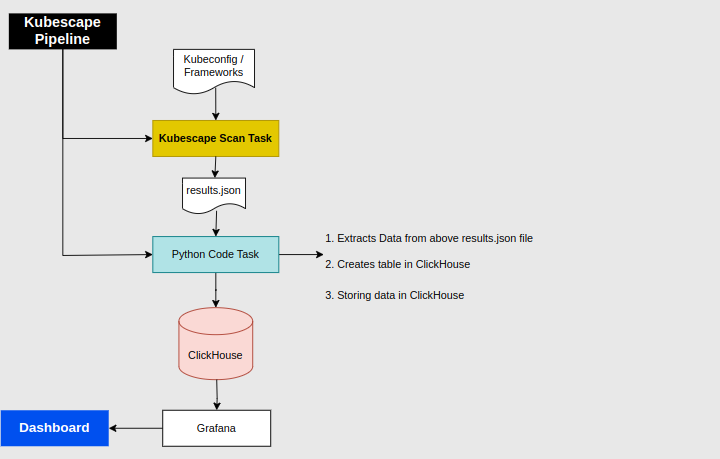 Kubescape
Pipeline
Kubeconfig /
Frameworks
Kubescape Scan Task
results.json
Python Code Task
1. Extracts Data from above results.json file
2. Creates table in ClickHouse
3. Storing data in ClickHouse
ClickHouse
Dashboard
Grafana